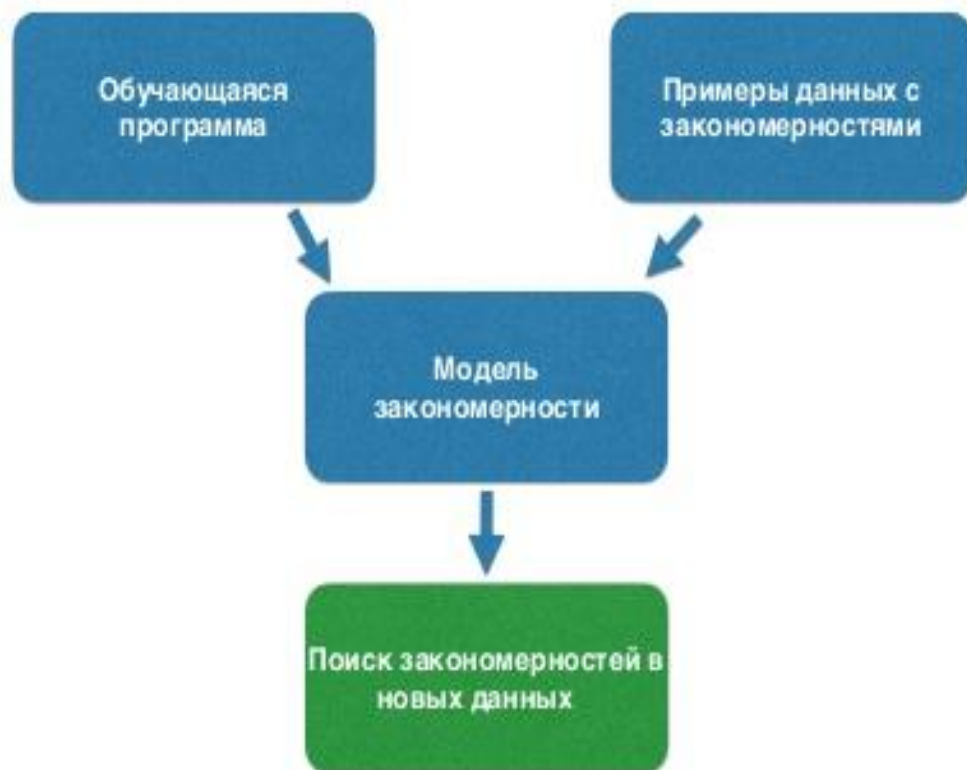 Обучающаяся
программа
Примеры данных с
закономерностями
Модель
закономерности
Поиск закономерностей в
новых данных